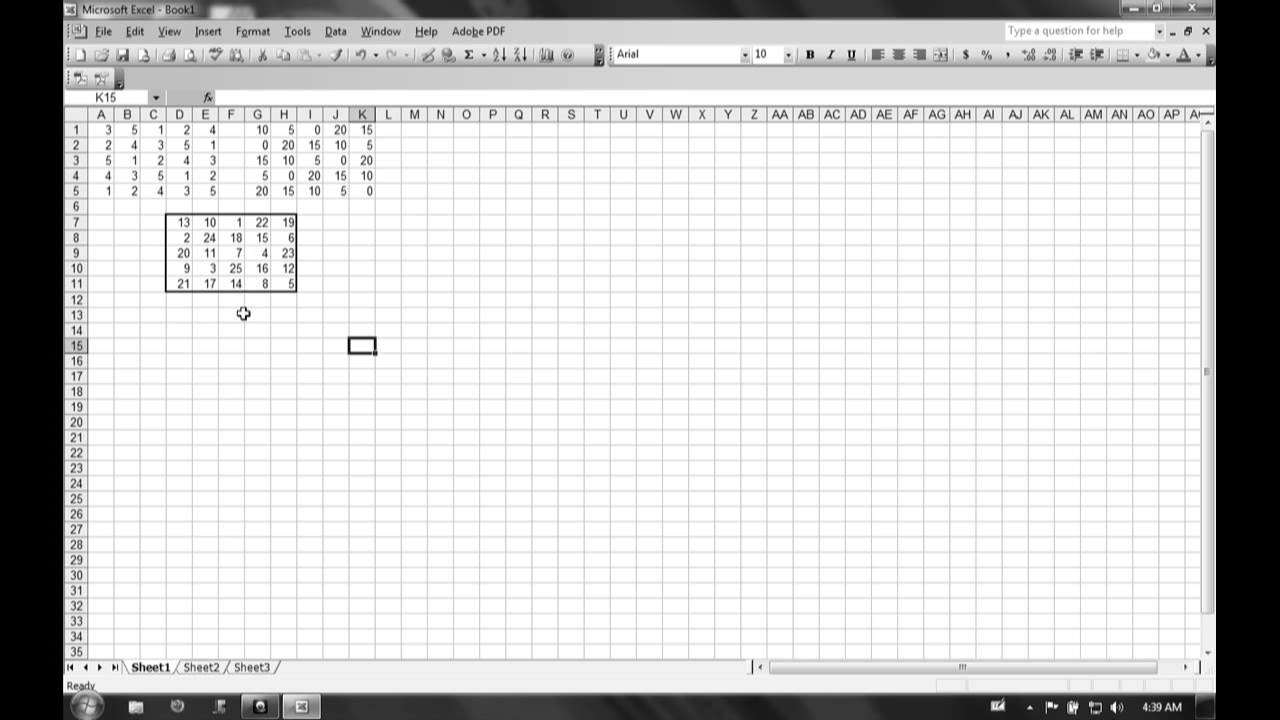 Microsoft Excel - Book1
File Edit View Insert Format Tools Data Window Help Adobe PDF Type a question for help
Arial 10 B I U $ % ,
K15 fx
A B C D E F G H I J K L M N O P Q R S T U V W X Y Z AA AB AC AD AE AF AG AH AI AJ AK AL AM AN AO AP
1 3 5 1 2 4 10 5 0 20 15
2 2 4 3 5 1 0 20 15 10 5
3 5 1 2 4 3 15 10 5 0 20
4 4 3 5 1 2 5 0 20 15 10
5 1 2 4 3 5 20 15 10 5 0
6
7 13 10 1 22 19
8 2 24 18 15 6
9 20 11 7 4 23
10 9 3 25 16 12
11 21 17 14 8 5
12
13
14
15
16
17
18
19
20
21
22
23
24
25
26
27
28
29
30
31
32
33
34
35
Sheet1 Sheet2 Sheet3
Ready
4:39 AM